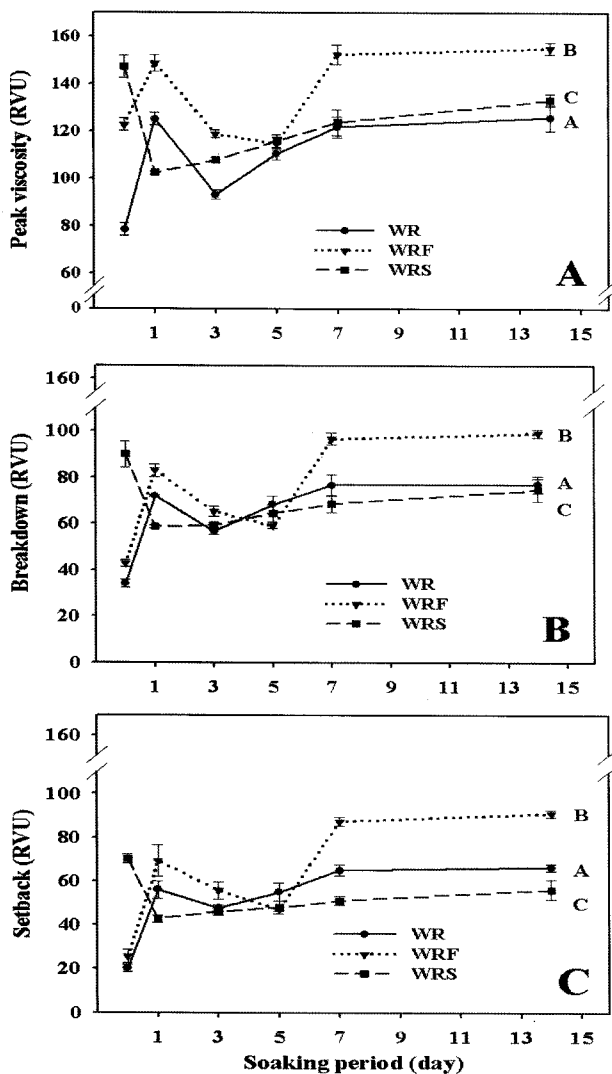 160
140
120
100
80
60
0
Peak viscosity (RVU)
B
C
A
WR
WRF
WRS
A
1 3 5 7 9 11 13 15
160
100
80
60
40
20
0
Breakdown (RVU)
B
A
C
WR
WRF
WRS
B
1 3 5 7 9 11 13 15
160
100
80
60
40
20
0
Setback (RVU)
B
A
C
WR
WRF
WRS
C
1 3 5 7 9 11 13 15
Soaking period (day)